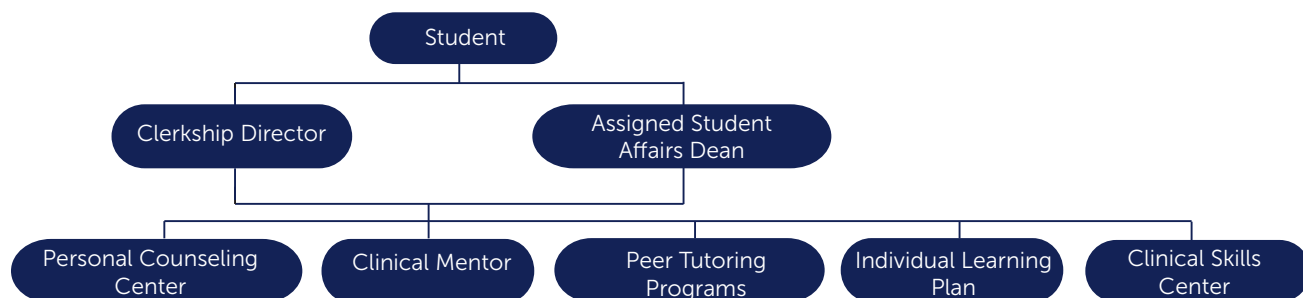 Student
Clerkship Director
Assigned Student
Affairs Dean
Personal Counseling
Center
Clinical Mentor
Peer Tutoring
Programs
Individual Learning
Plan
Clinical Skills
Center